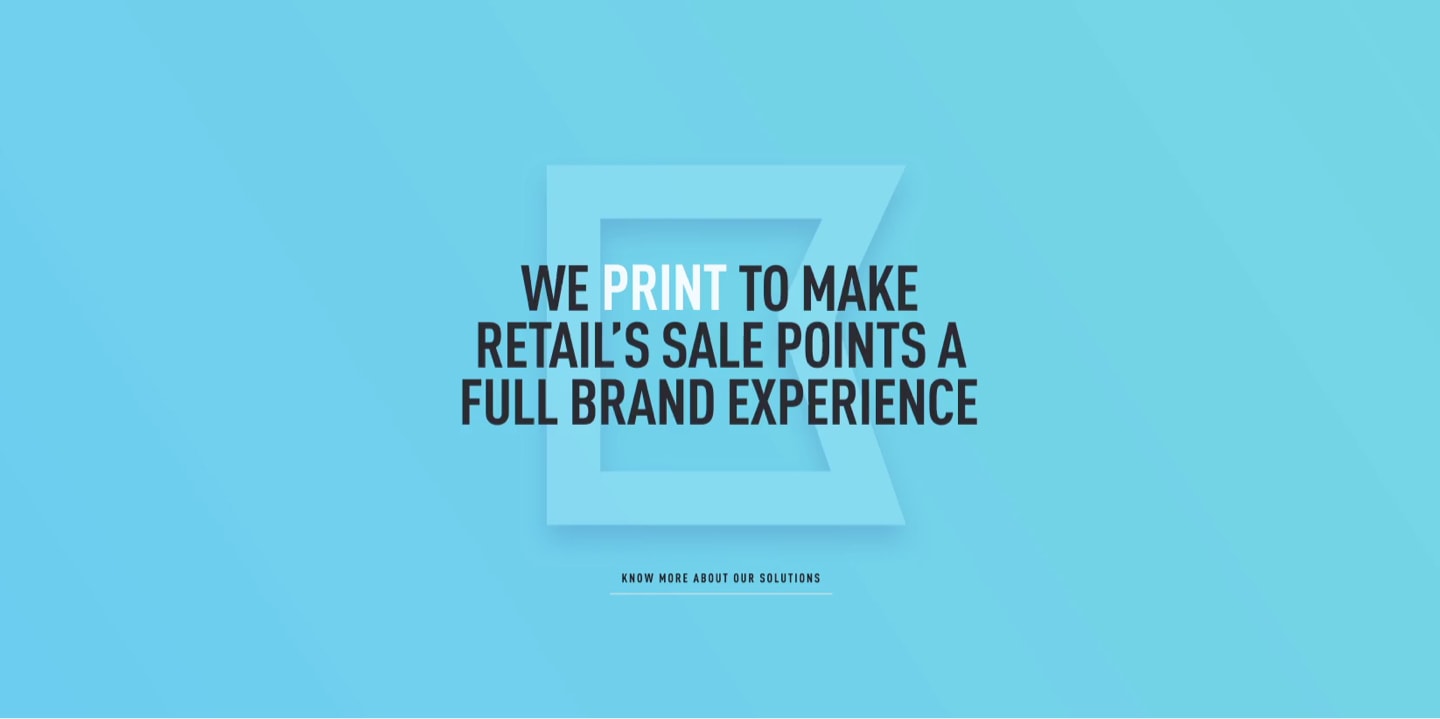 WE PRINT TO MAKE
RETAIL’S SALE POINTS A
FULL BRAND EXPERIENCE
KNOW MORE ABOUT OUR SOLUTIONS